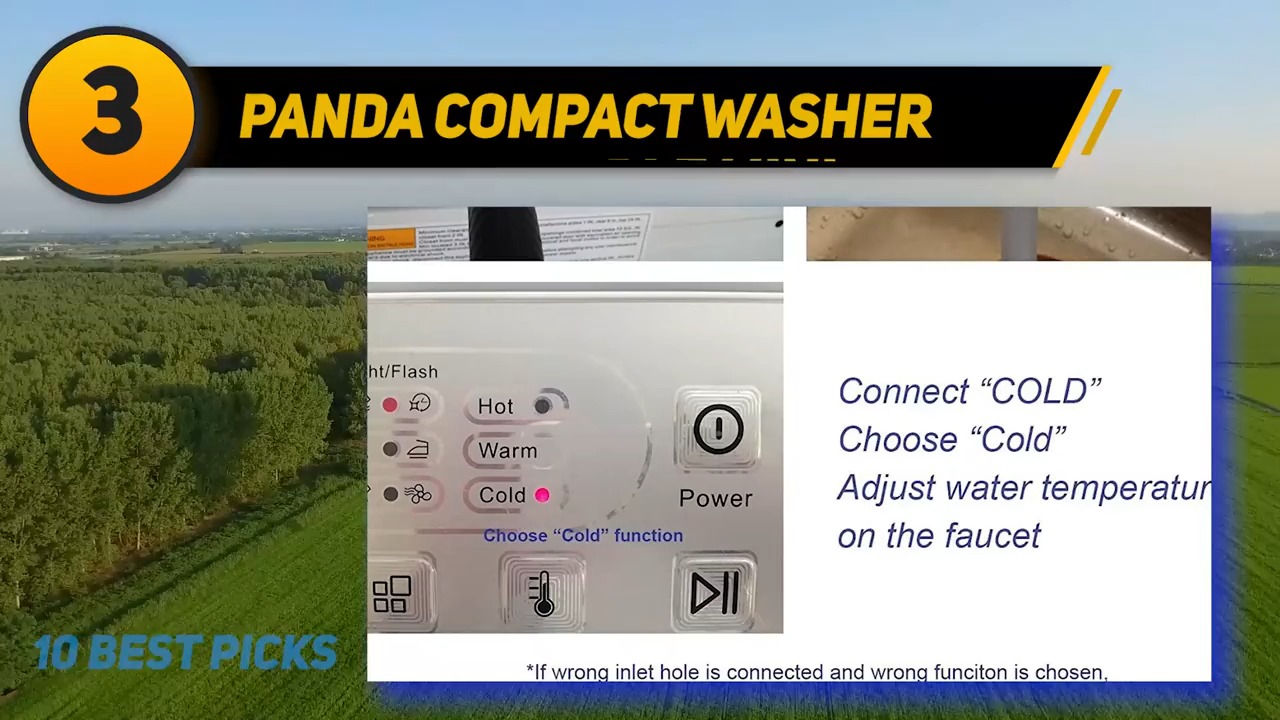 3
PANDA COMPACT WASHER
ht/Flash
Hot
Warm
Cold
Power
Choose “Cold” function
Connect “COLD”
Choose “Cold”
Adjust water temperatur
on the faucet
*If wrong inlet hole is connected and wrong funciton is chosen,
10 BEST PICKS